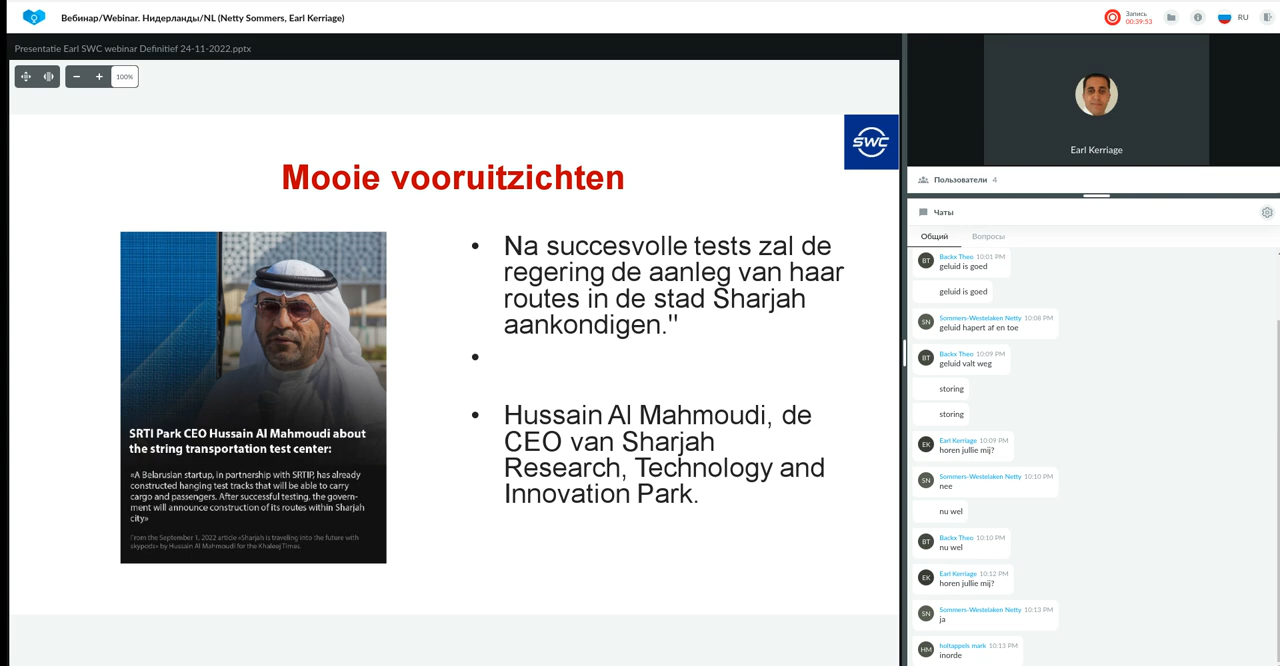 Вебинар/Webinar. Нидерланды/NL (Netty Sommers, Earl Kerriage)
Запись
00:39:53
RU
Presentatie Earl SWC webinar Definitief 24-11-2022.pptx
100%
SWC
Mooie vooruitzichten
Na succesvolle tests zal de
regering de aanleg van haar
routes in de stad Sharjah
aankondigen."
Hussain Al Mahmoudi, de
CEO van Sharjah
Research, Technology and
Innovation Park.
SRTI Park CEO Hussain Al Mahmoudi about
the string transportation test center:
«A Belarusian startup, in partnership with SRTIP, has already
constructed hanging test tracks that will be able to carry
cargo and passengers. After successful testing, the govern-
ment will announce construction of its routes within Sharjah
city»
From the September 1, 2022 article «Sharjah is traveling into the future with
skypods» by Hussain Al Mahmoudi for the Khaleej Times.
Earl Kerriage
Пользователи 4
Чаты
Общий
Вопросы
BT
Backx Theo 10:01 PM
geluid is goed
geluid is goed
SN
Sommers-Westelaken Netty 10:08 PM
geluid hapert af en toe
BT
Backx Theo 10:09 PM
geluid valt weg
storing
storing
EK
Earl Kerriage 10:09 PM
horen jullie mij?
SN
Sommers-Westelaken Netty 10:10 PM
nee
nu wel
BT
Backx Theo 10:10 PM
nu wel
EK
Earl Kerriage 10:12 PM
horen jullie mij?
SN
Sommers-Westelaken Netty 10:13 PM
ja
HM
holtappels mark 10:13 PM
inorde